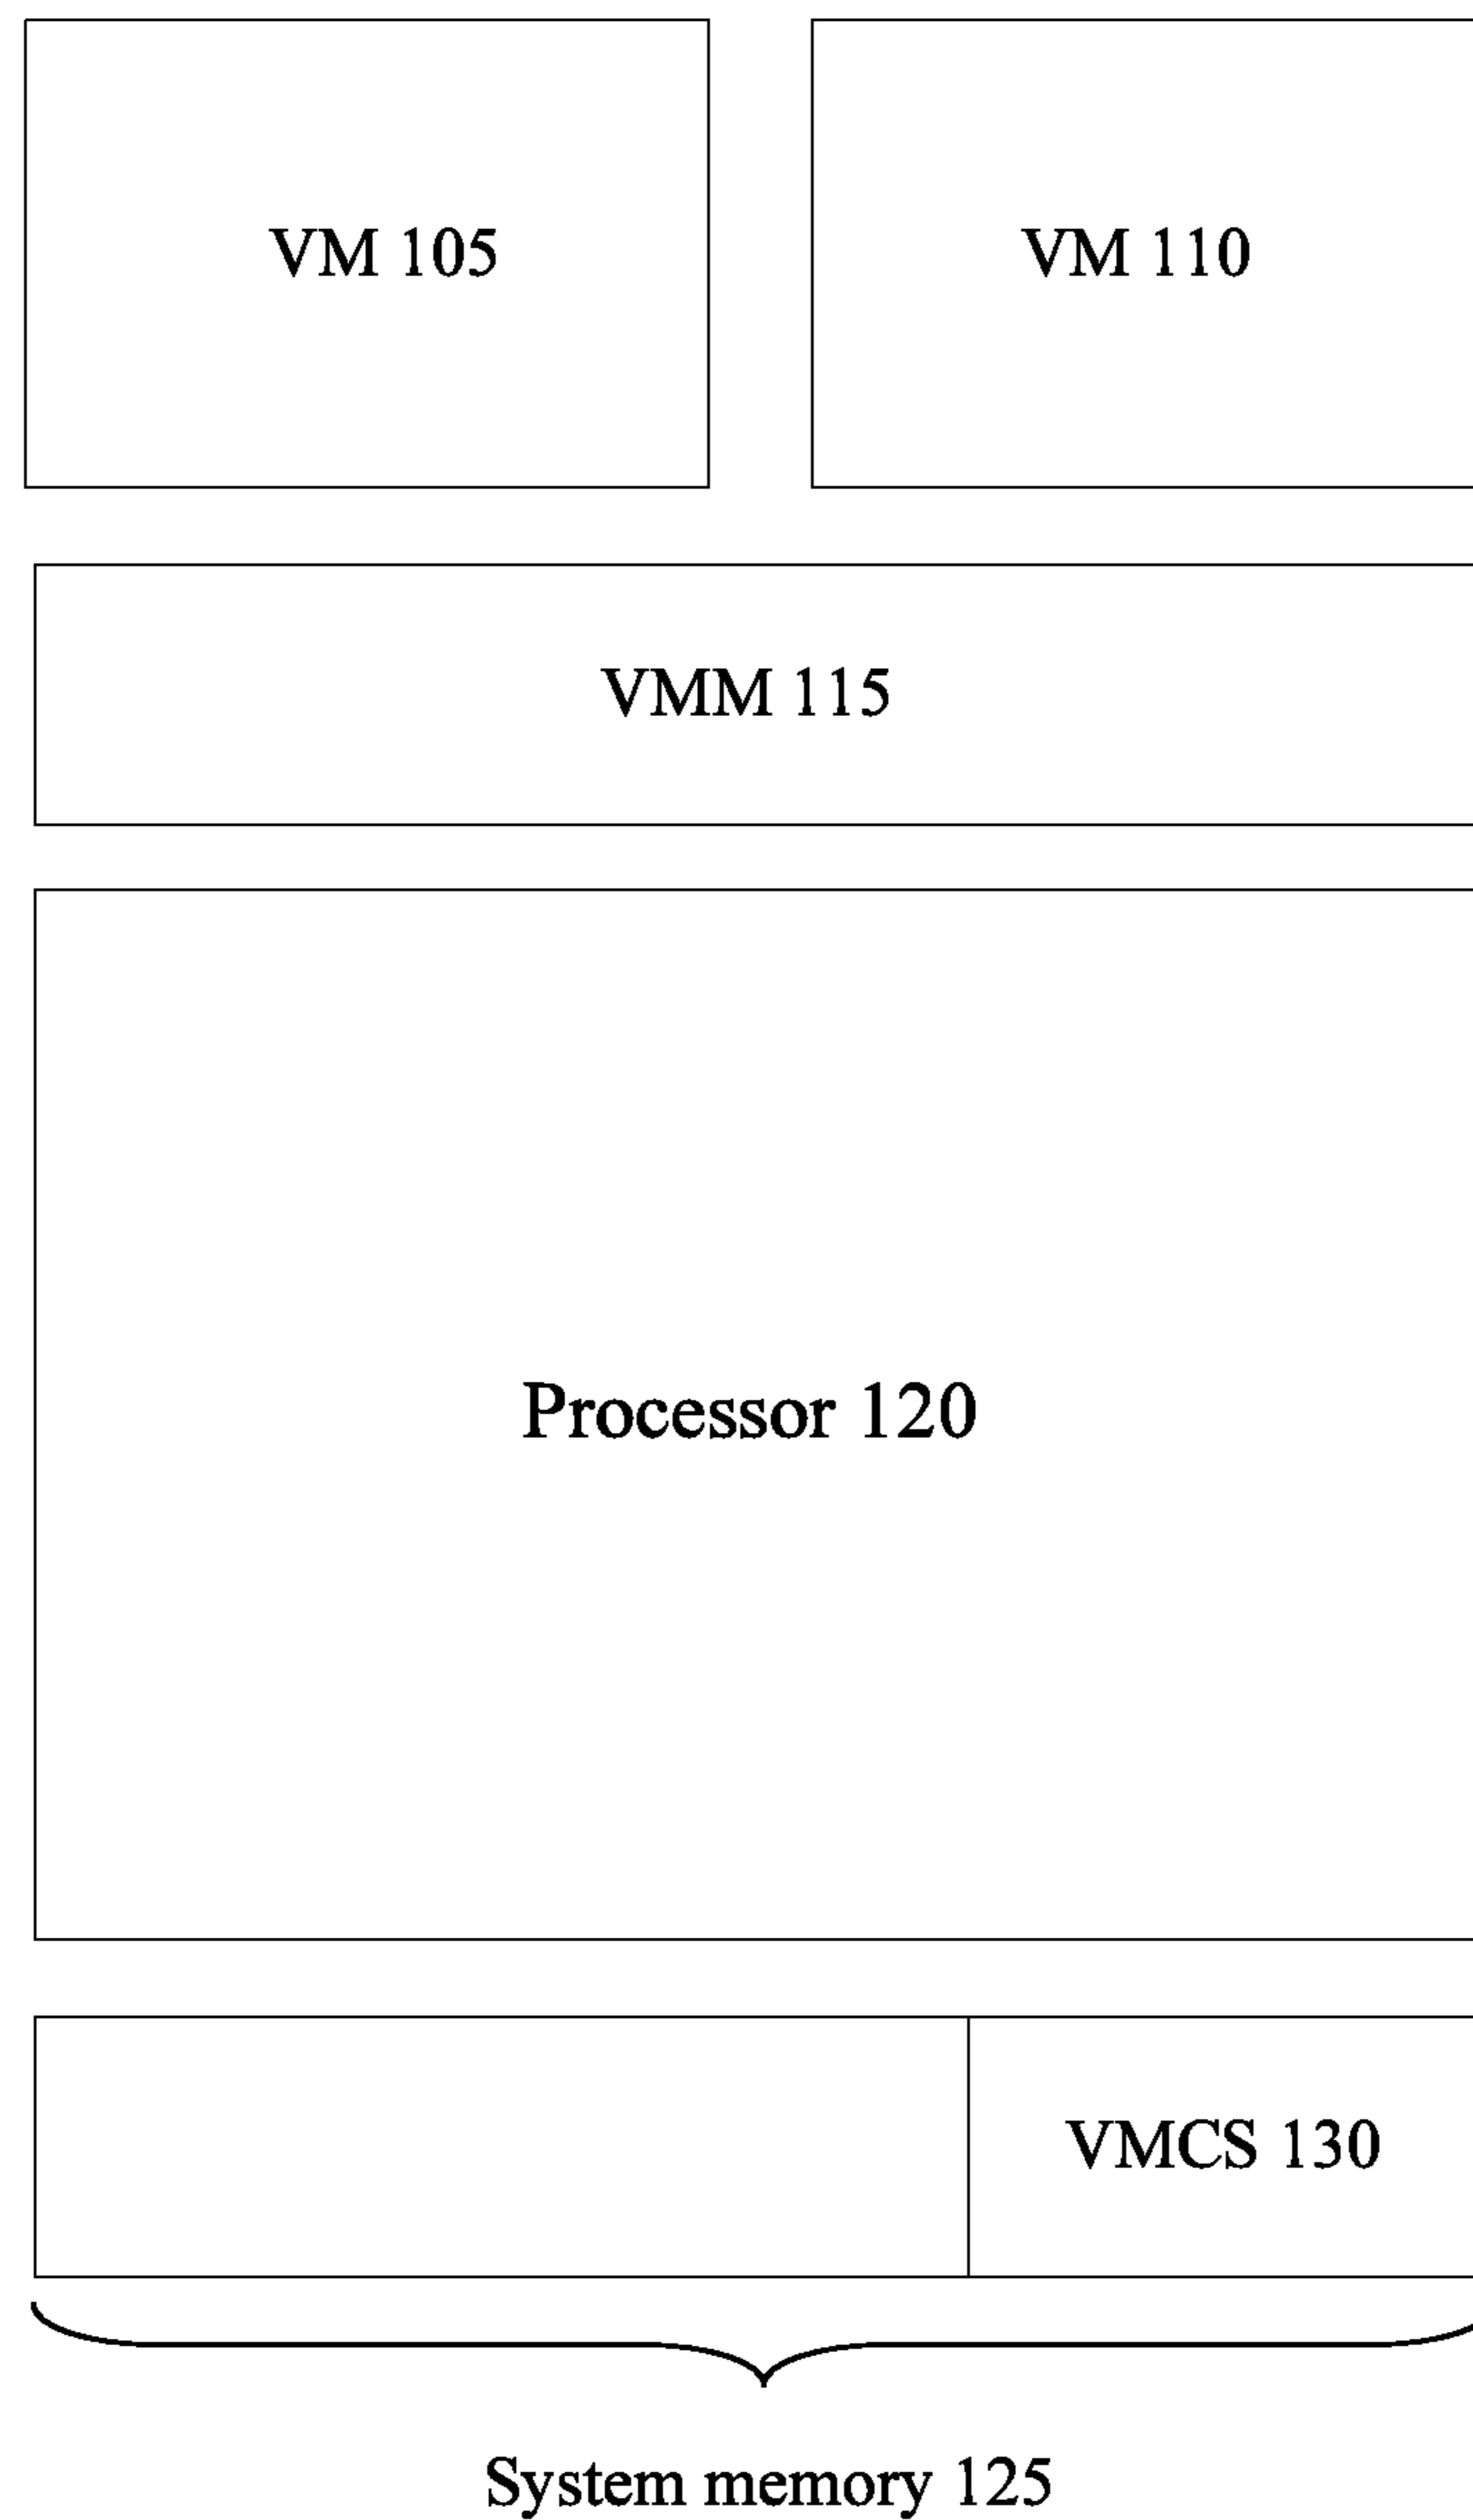 VM 105
VM 110
VMM 115
Processor 120
VMCS 130
System memory 125